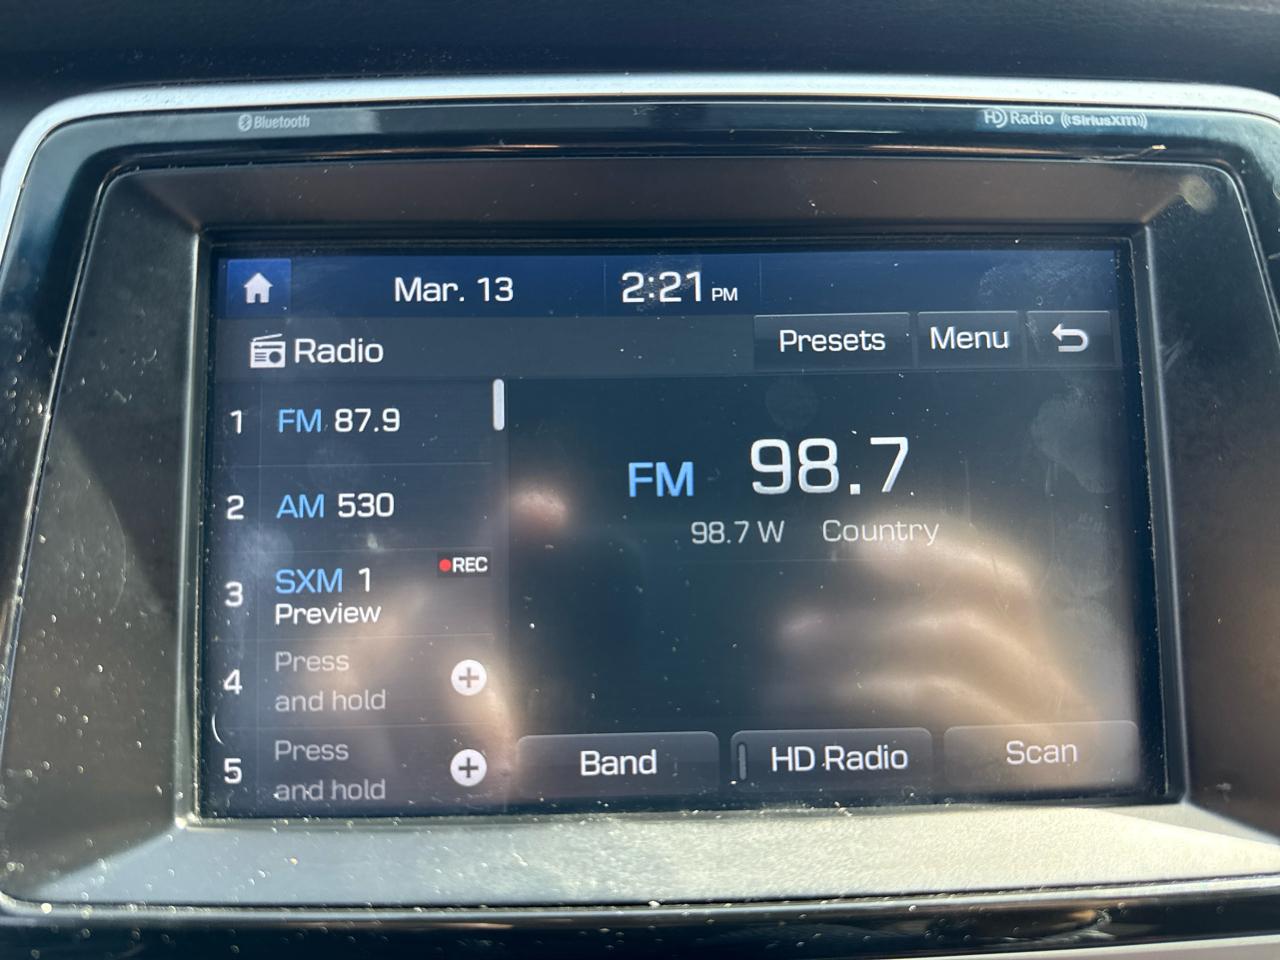 Bluetooth
HD Radio ((SiriusXM))
Mar. 13 2:21 PM
Radio Presets Menu
1 FM 87.9
2 AM 530
3 SXM 1 REC
Preview
4 Press
and hold
5 Press
and hold
FM 98.7
98.7 W Country
Band HD Radio Scan